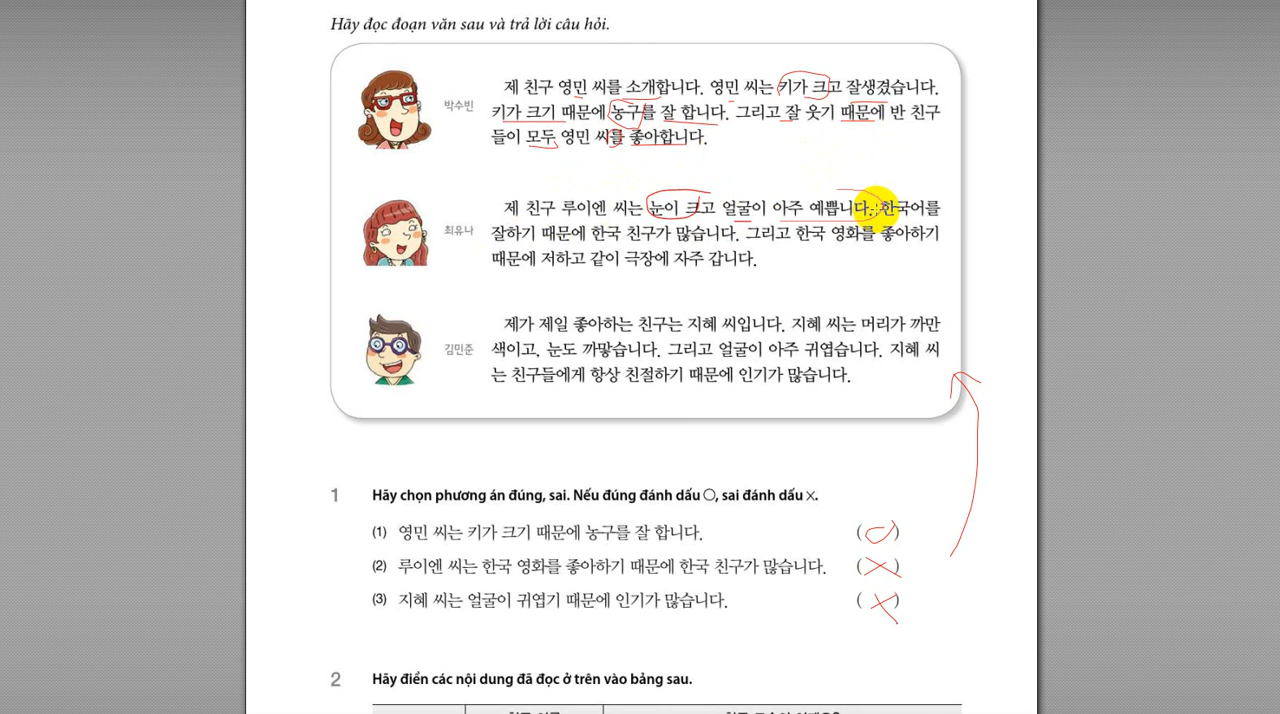 Hãy đọc đoạn văn sau và trả lời câu hỏi.
박수빈
제 친구 영민 씨를 소개합니다. 영민 씨는 키가 크고 잘생겼습니다.
키가 크기 때문에 농구를 잘 합니다. 그리고 잘 웃기 때문에 반 친구
들이 모두 영민 씨를 좋아합니다.
최유나
제 친구 루이엔 씨는 눈이 크고 얼굴이 아주 예쁩니다. 한국어를
잘하기 때문에 한국 친구가 많습니다. 그리고 한국 영화를 좋아하기
때문에 저하고 같이 극장에 자주 갑니다.
김민준
제가 제일 좋아하는 친구는 지혜 씨입니다. 지혜 씨는 머리가 까만
색이고, 눈도 까맣습니다. 그리고 얼굴이 아주 귀엽습니다. 지혜 씨
는 친구들에게 항상 친절하기 때문에 인기가 많습니다.
1 Hãy chọn phương án đúng, sai. Nếu đúng đánh dấu ○, sai đánh dấu ×.
(1) 영민 씨는 키가 크기 때문에 농구를 잘 합니다. (○)
(2) 루이엔 씨는 한국 영화를 좋아하기 때문에 한국 친구가 많습니다. (×)
(3) 지혜 씨는 얼굴이 귀엽기 때문에 인기가 많습니다. (×)
2 Hãy điền các nội dung đã đọc ở trên vào bảng sau.